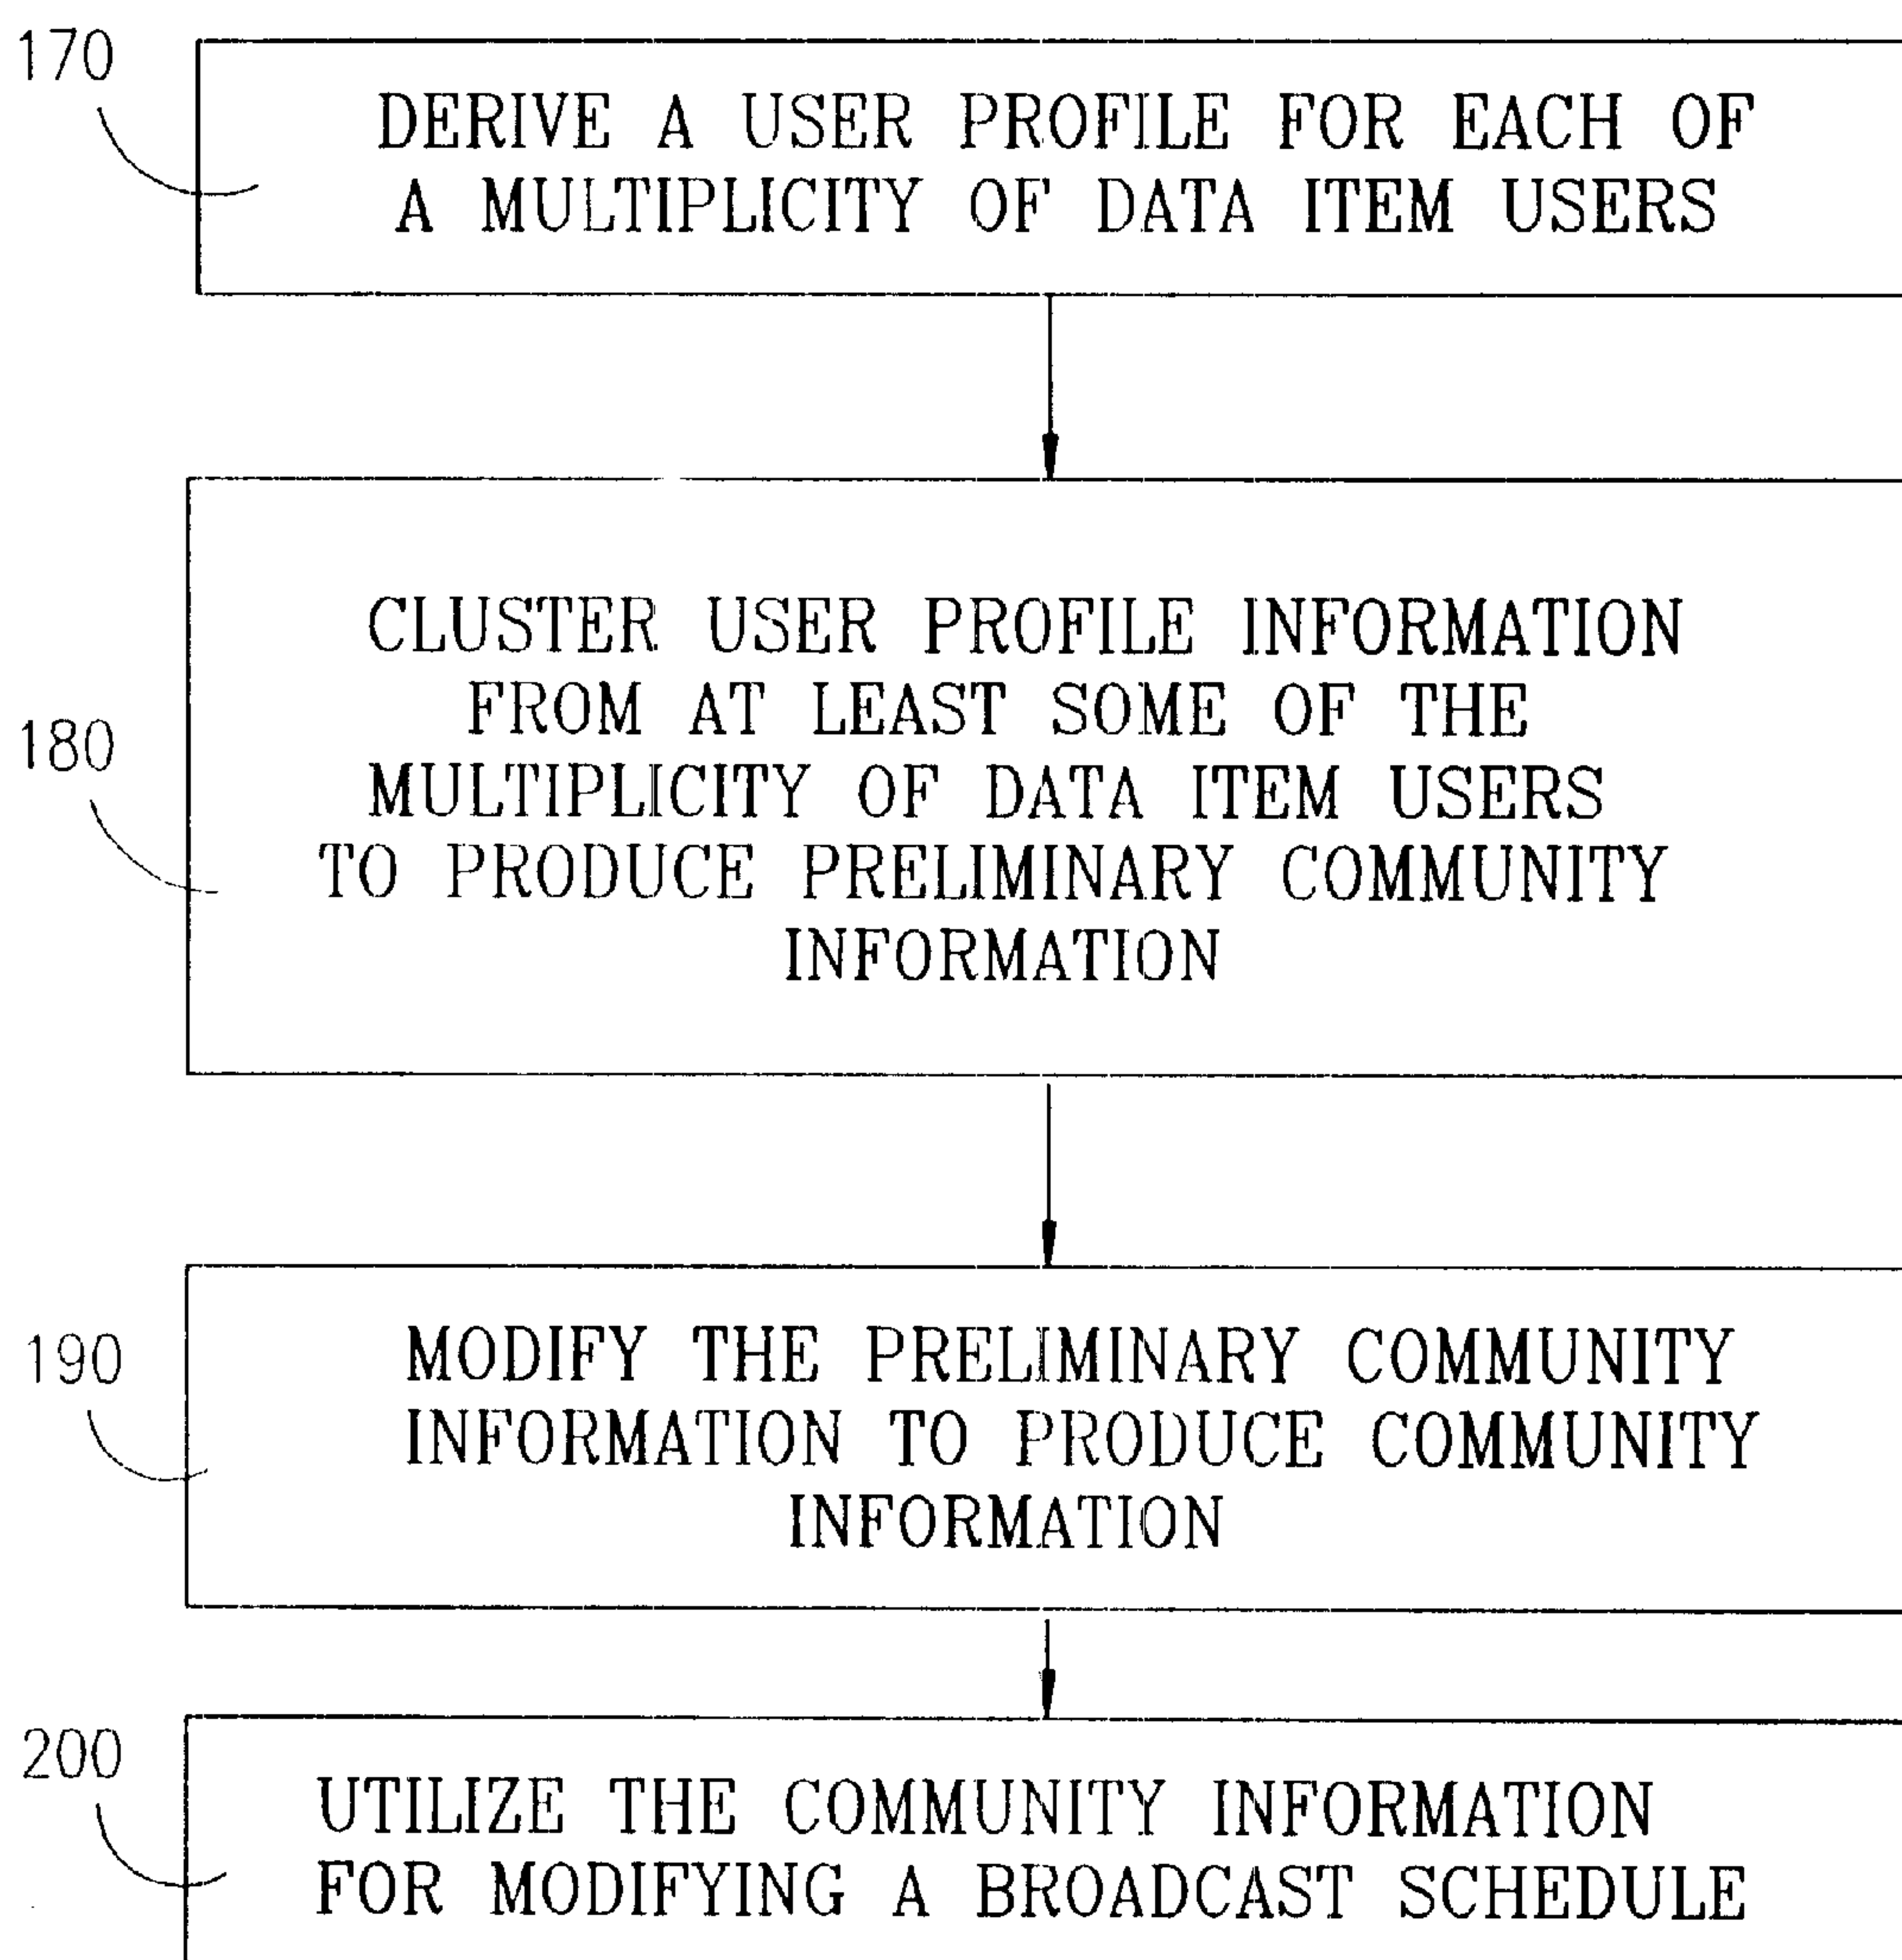 170
DERIVE A USER PROFILE FOR EACH OF
A MULTIPLICITY OF DATA ITEM USERS
CLUSTER USER PROFILE INFORMATION
FROM AT LEAST SOME OF THE
180
MULTIPLICITY OF DATA ITEM USERS
TO PRODUCE PRELIMINARY COMMUNITY
INFORMATION
190
MODIFY THE PRELIMINARY COMMUNITY
INFORMATION TO PRODUCE COMMUNITY
INFORMATION
200
UTILIZE THE COMMUNITY INFORMATION
FOR MODIFYING A BROADCAST SCHEDULE